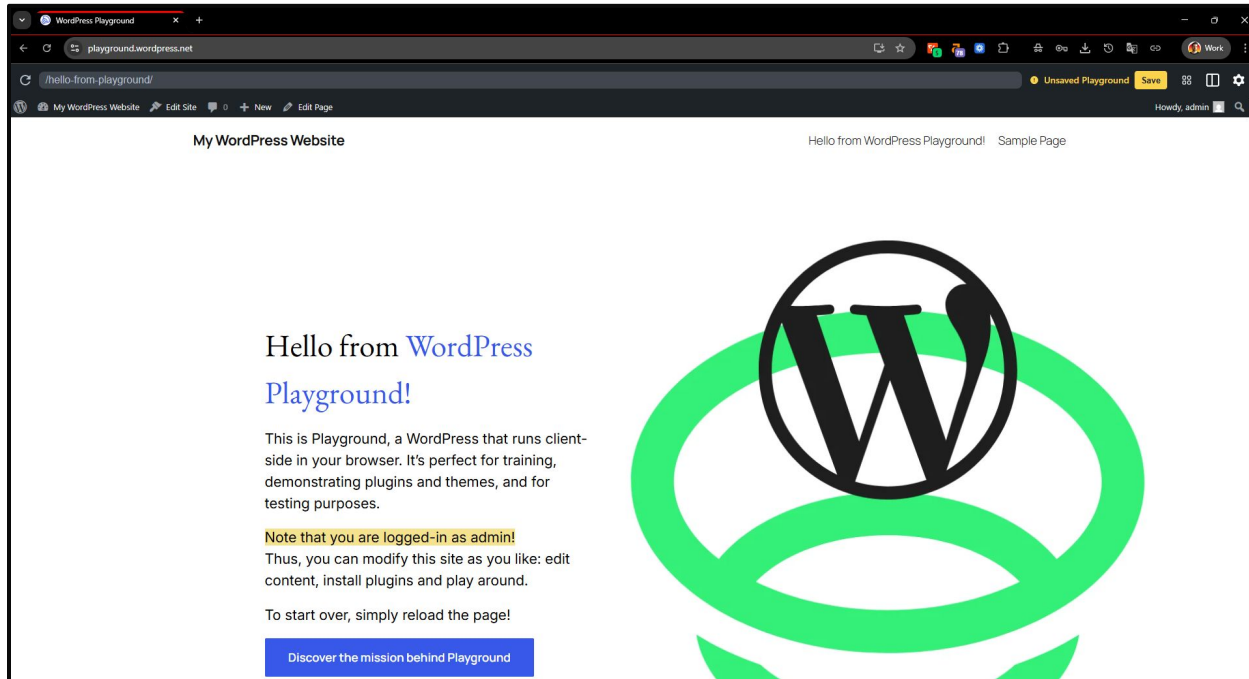 WordPress Playground
playground.wordpress.net
Work
/hello-from-playground/
Unsaved Playground Save
My WordPress Website Edit Site 0 New Edit Page Howdy, admin
My WordPress Website
Hello from WordPress Playground! Sample Page
Hello from WordPress
Playground!
This is Playground, a WordPress that runs client-
side in your browser. It’s perfect for training,
demonstrating plugins and themes, and for
testing purposes.
Note that you are logged-in as admin!
Thus, you can modify this site as you like: edit
content, install plugins and play around.
To start over, simply reload the page!
Discover the mission behind Playground